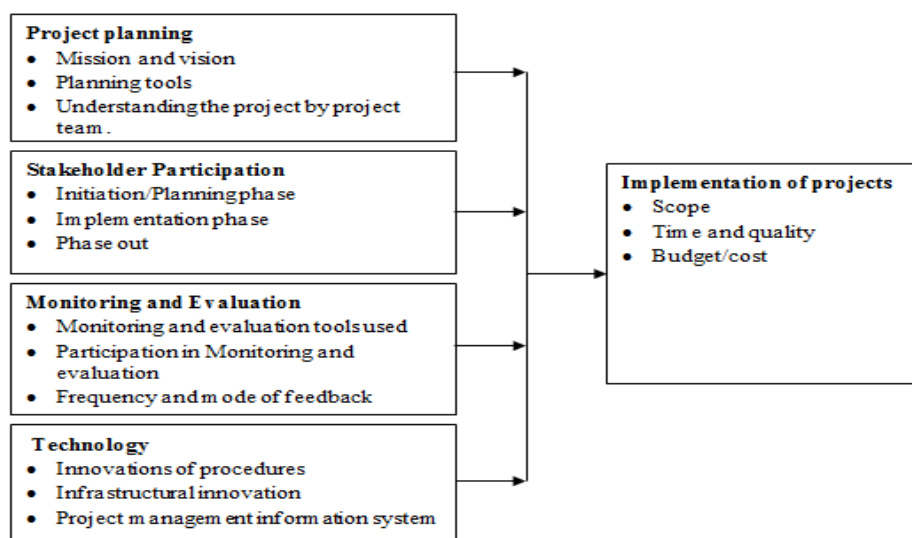 Project planning
● Mission and vision
● Planning tools
● Understanding the project by project
team.
Stakeholder Participation
● Initiation/Planning phase
● Implementation phase
● Phase out
Monitoring and Evaluation
● Monitoring and evaluation tools used
● Participation in Monitoring and
evaluation
● Frequency and mode of feedback
Technology
● Innovations of procedures
● Infrastructural innovation
● Project management information system
Implementation of projects
● Scope
● Time and quality
● Budget/cost